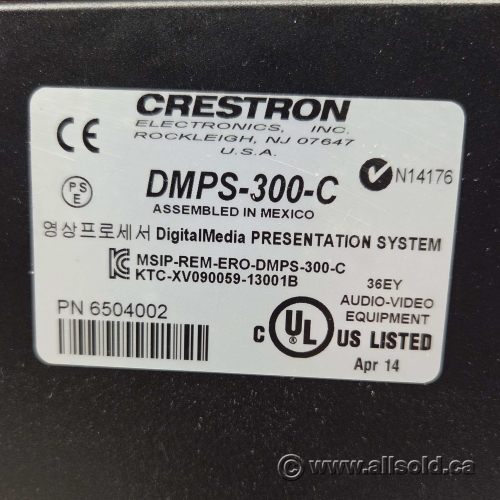 CRESTRON
ELECTRONICS, INC.
ROCKLEIGH, NJ 07647
U.S.A.
CE
PS
E
DMPS-300-C
N14176
ASSEMBLED IN MEXICO
영상프로세서 DigitalMedia PRESENTATION SYSTEM
MSIP-REM-ERO-DMPS-300-C
KTC-XV090059-13001B
PN 6504002
36EY
AUDIO-VIDEO
EQUIPMENT
C UL US LISTED
Apr 14
www.allsold.ca